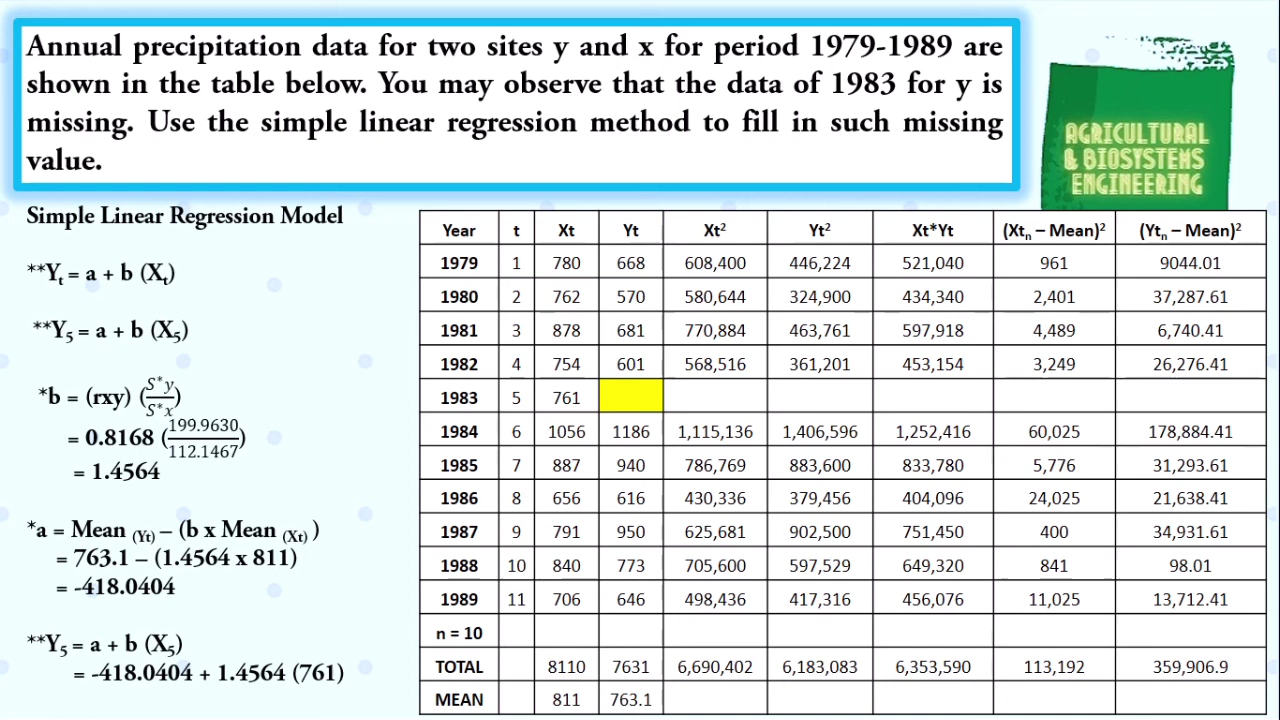 Annual precipitation data for two sites y and x for period 1979-1989 are
shown in the table below. You may observe that the data of 1983 for y is
missing. Use the simple linear regression method to fill in such missing
value.
AGRICULTURAL
& BIOSYSTEMS
ENGINEERING
Simple Linear Regression Model
**Yt = a + b (Xt)
**Y5 = a + b (X5)
*b = (rxy) (S*y/S*x)
= 0.8168 (199.9630/112.1467)
= 1.4564
*a = Mean (Yt) – (b x Mean (Xt) )
= 763.1 – (1.4564 x 811)
= -418.0404
**Y5 = a + b (X5)
= -418.0404 + 1.4564 (761)
Year t Xt Yt Xt² Yt² Xt*Yt (Xtn – Mean)² (Ytn – Mean)²
1979 1 780 668 608,400 446,224 521,040 961 9044.01
1980 2 762 570 580,644 324,900 434,340 2,401 37,287.61
1981 3 878 681 770,884 463,761 597,918 4,489 6,740.41
1982 4 754 601 568,516 361,201 453,154 3,249 26,276.41
1983 5 761
1984 6 1056 1186 1,115,136 1,406,596 1,252,416 60,025 178,884.41
1985 7 887 940 786,769 883,600 833,780 5,776 31,293.61
1986 8 656 616 430,336 379,456 404,096 24,025 21,638.41
1987 9 791 950 625,681 902,500 751,450 400 34,931.61
1988 10 840 773 705,600 597,529 649,320 841 98.01
1989 11 706 646 498,436 417,316 456,076 11,025 13,712.41
n = 10
TOTAL 8110 7631 6,690,402 6,183,083 6,353,590 113,192 359,906.9
MEAN 811 763.1